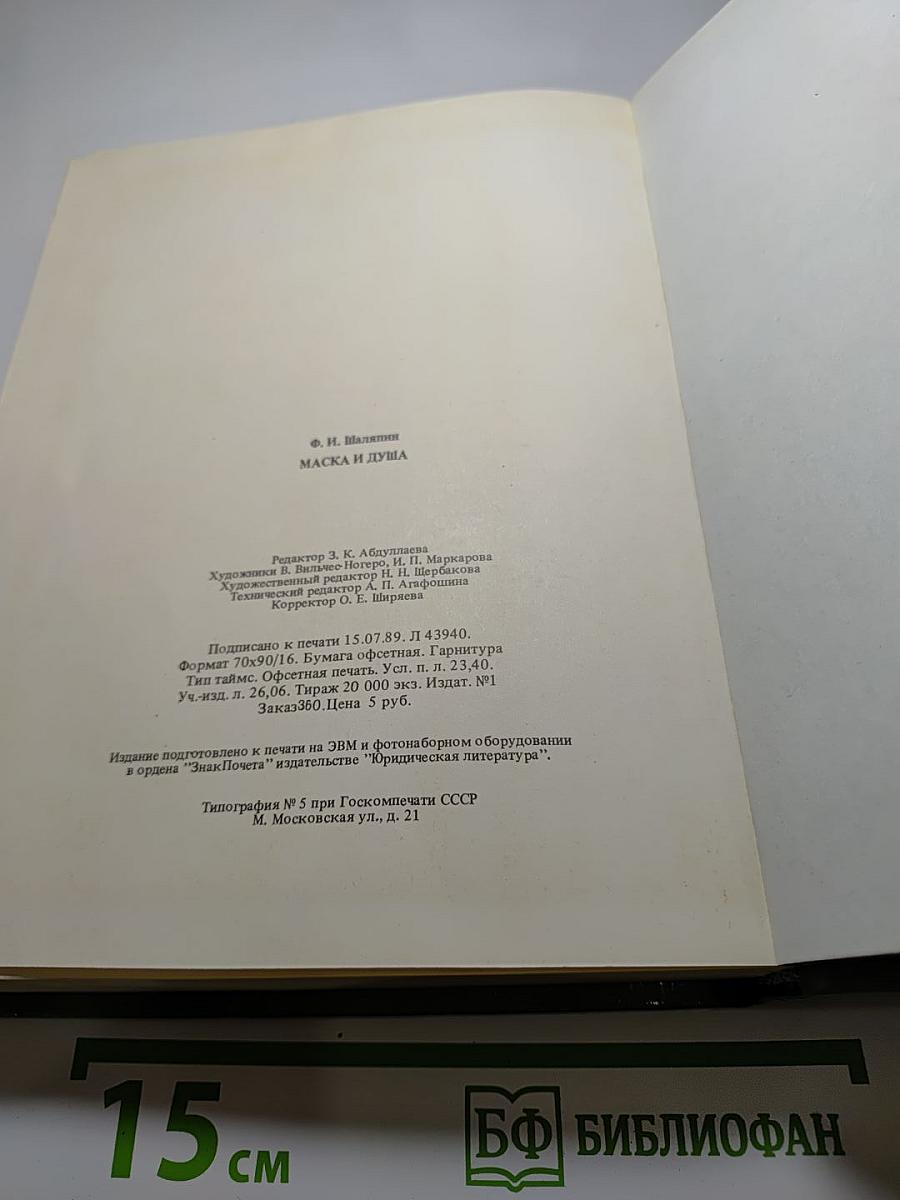 Ф. И. Шаляпин
МАСКА И ДУША
Редактор З. К. Абдуллаева
Художники В. Вильчес-Ногеро, И. П. Маркарова
Художественный редактор Н. Н. Щербакова
Технический редактор А. П. Агафошина
Корректор О. Е. Ширяева
Подписано к печати 15.07.89. Л 43940.
Формат 70х90/16. Бумага офсетная. Гарнитура
Тип таймс. Офсетная печать. Усл. п. л. 23,40.
Уч.-изд. л. 26,06. Тираж 20 000 экз. Издат. №1
Заказ360.Цена 5 руб.
Издание подготовлено к печати на ЭВМ и фотонаборном оборудовании
в ордена "ЗнакПочета" издательстве "Юридическая литература".
Типография № 5 при Госкомпечати СССР
М. Московская ул., д. 21
15 см
БФ БИБЛИОФАН